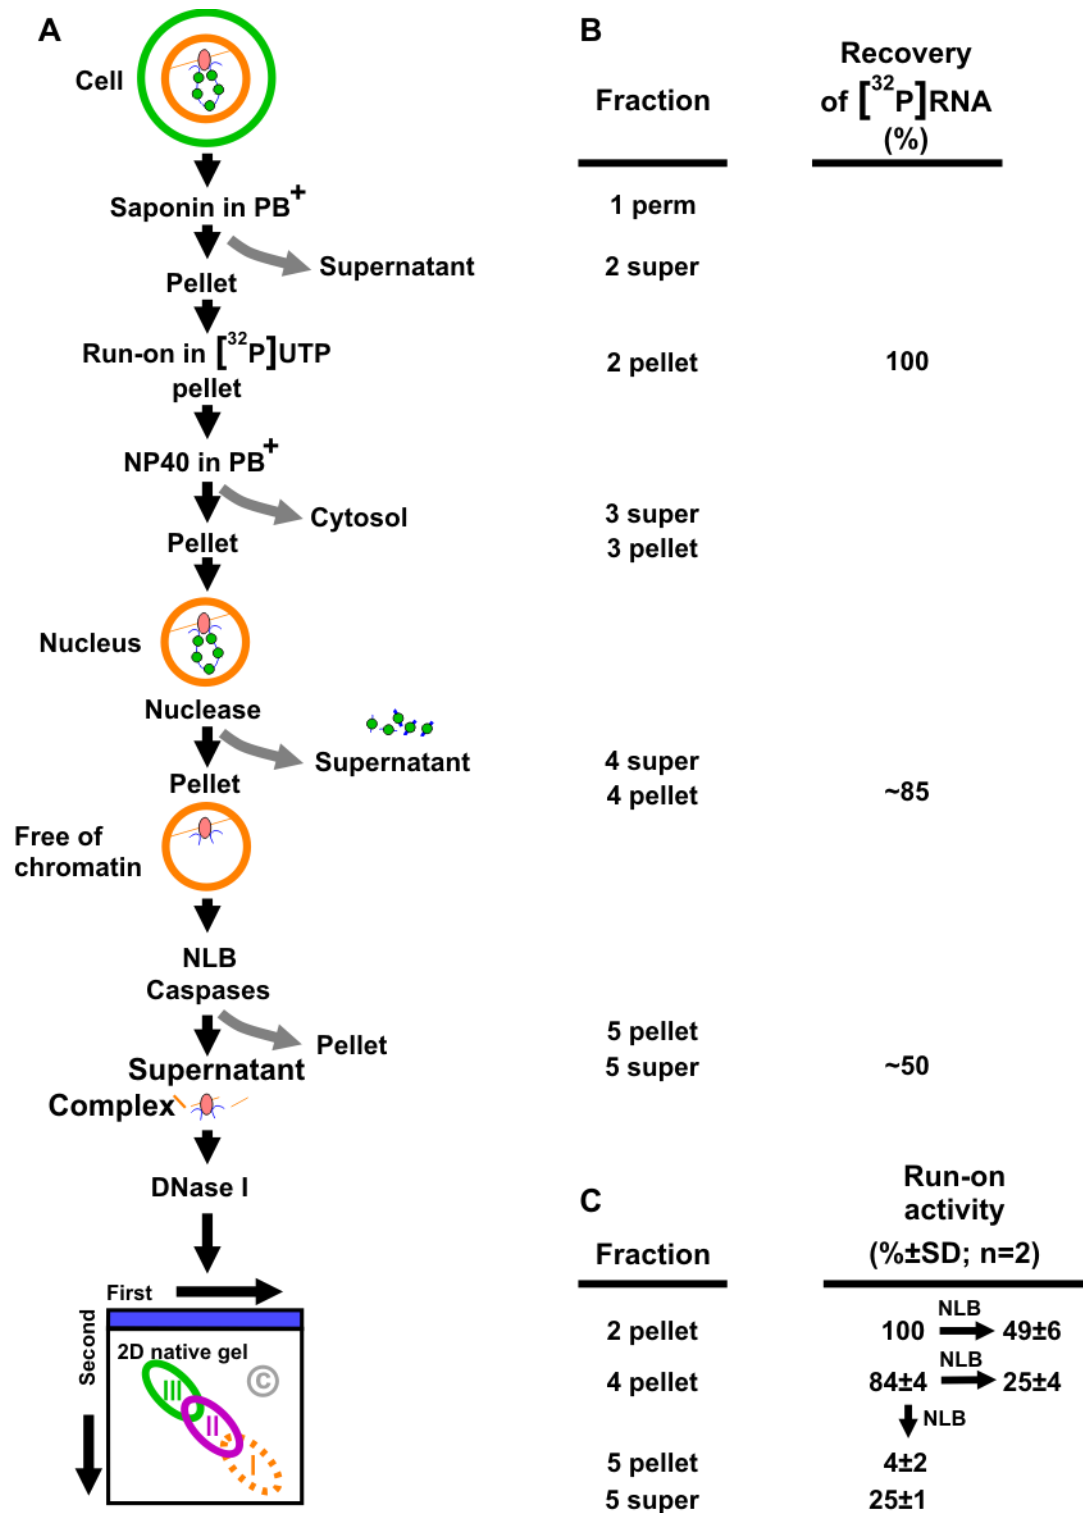 A
Cell
Saponin in PB+
Supernatant
Pellet
Run-on in [32P]UTP
pellet
NP40 in PB+
Cytosol
Pellet
Nucleus
Nuclease
Supernatant
Pellet
Free of
chromatin
NLB
Caspases
Pellet
Supernatant
Complex
DNase I
First
Second
2D native gel
C
III
II
I
B
Fraction
Recovery
of [32P]RNA
(%)
1 perm
2 super
2 pellet 100
3 super
3 pellet
4 super
4 pellet ~85
5 pellet
5 super ~50
C
Fraction
Run-on
activity
(%±SD; n=2)
2 pellet 100 NLB 49±6
4 pellet 84±4 NLB 25±4
NLB
5 pellet 4±2
5 super 25±1